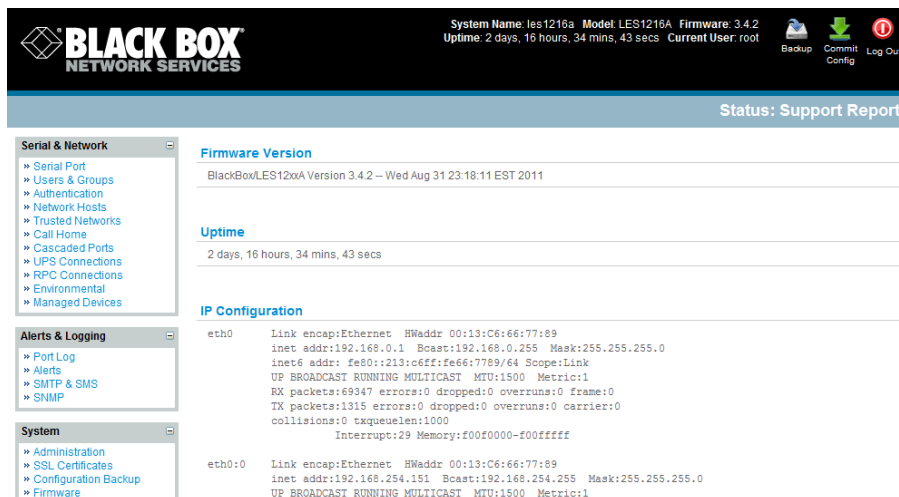 BLACK BOX
NETWORK SERVICES
System Name: les1216a Model: LES1216A Firmware: 3.4.2
Uptime: 2 days, 16 hours, 34 mins, 43 secs Current User: root
Backup
Commit
Config
Log Ou
Status: Support Report
Serial & Network
» Serial Port
» Users & Groups
» Authentication
» Network Hosts
» Trusted Networks
» Call Home
» Cascaded Ports
» UPS Connections
» RPC Connections
» Environmental
» Managed Devices
Alerts & Logging
» Port Log
» Alerts
» SMTP & SMS
» SNMP
System
» Administration
» SSL Certificates
» Configuration Backup
» Firmware
Firmware Version
BlackBox/LES12xxA Version 3.4.2 -- Wed Aug 31 23:18:11 EST 2011
Uptime
2 days, 16 hours, 34 mins, 43 secs
IP Configuration
eth0 Link encap:Ethernet HWaddr 00:13:C6:66:77:89
inet addr:192.168.0.1 Bcast:192.168.0.255 Mask:255.255.255.0
inet6 addr: fe80::213:c6ff:fe66:7789/64 Scope:Link
UP BROADCAST RUNNING MULTICAST MTU:1500 Metric:1
RX packets:69347 errors:0 dropped:0 overruns:0 frame:0
TX packets:1315 errors:0 dropped:0 overruns:0 carrier:0
collisions:0 txqueuelen:1000
Interrupt:29 Memory:f00f0000-f00fffff
eth0:0 Link encap:Ethernet HWaddr 00:13:C6:66:77:89
inet addr:192.168.254.151 Bcast:192.168.254.255 Mask:255.255.255.0
UP BROADCAST RUNNING MULTICAST MTU:1500 Metric:1